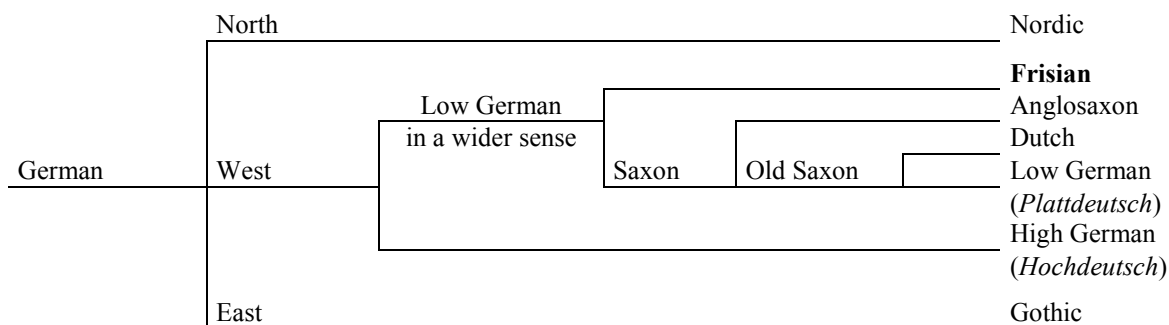 North Nordic
Frisian
Low German Anglosaxon
in a wider sense Dutch
German West Saxon Old Saxon Low German
(Plattdeutsch)
High German
(Hochdeutsch)
East Gothic